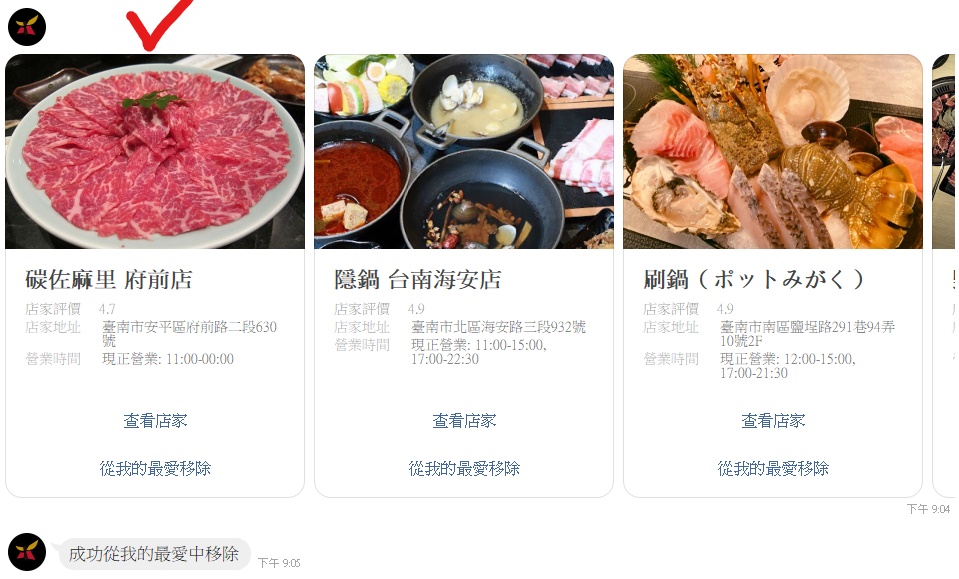 碳佐麻里 府前店
店家評價 4.7
店家地址 臺南市安平區府前路二段630
號
營業時間 現正營業: 11:00-00:00
查看店家
從我的最愛移除
隱鍋 台南海安店
店家評價 4.9
店家地址 臺南市北區海安路三段932號
營業時間 現正營業: 11:00-15:00,
17:00-22:30
查看店家
從我的最愛移除
刷鍋（ポットみがく）
店家評價 4.9
店家地址 臺南市南區鹽埕路291巷94弄
10號2F
營業時間 現正營業: 12:00-15:00,
17:00-21:30
查看店家
從我的最愛移除
下午 9:04
成功從我的最愛中移除
下午 9:05